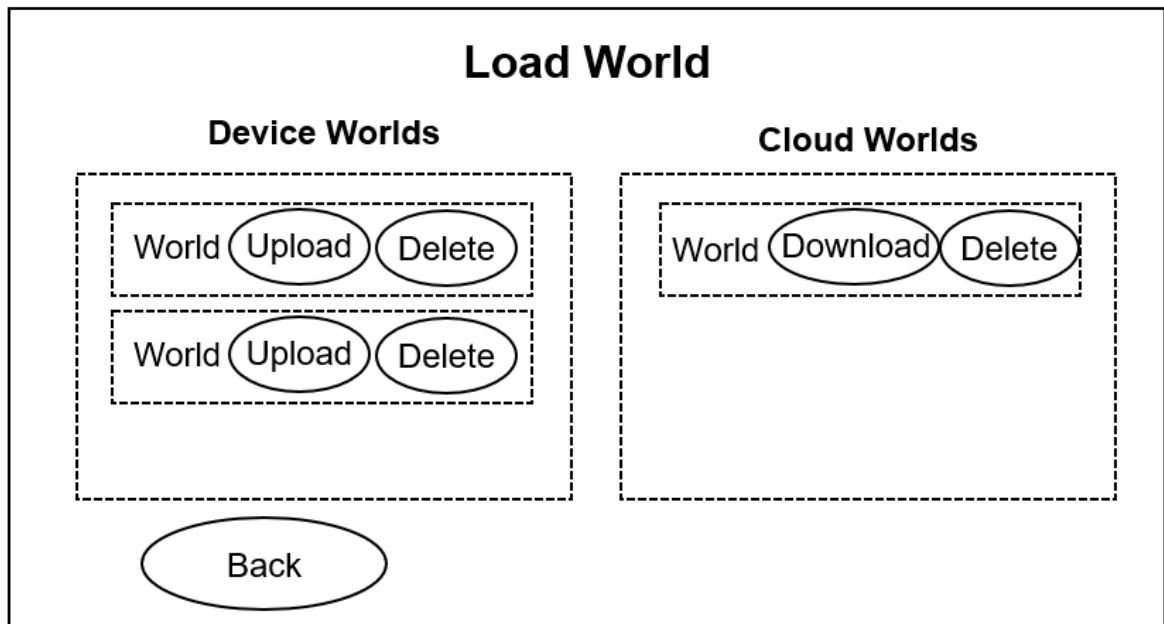 Load World
Device Worlds
World Upload Delete
World Upload Delete
Cloud Worlds
World Download Delete
Back